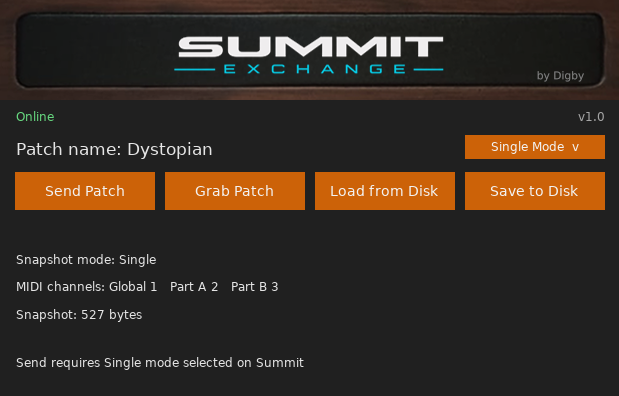 SUMMIT
EXCHANGE
by Digby
Online v1.0
Patch name: Dystopian Single Mode v
Send Patch Grab Patch Load from Disk Save to Disk
Snapshot mode: Single
MIDI channels: Global 1 Part A 2 Part B 3
Snapshot: 527 bytes
Send requires Single mode selected on Summit